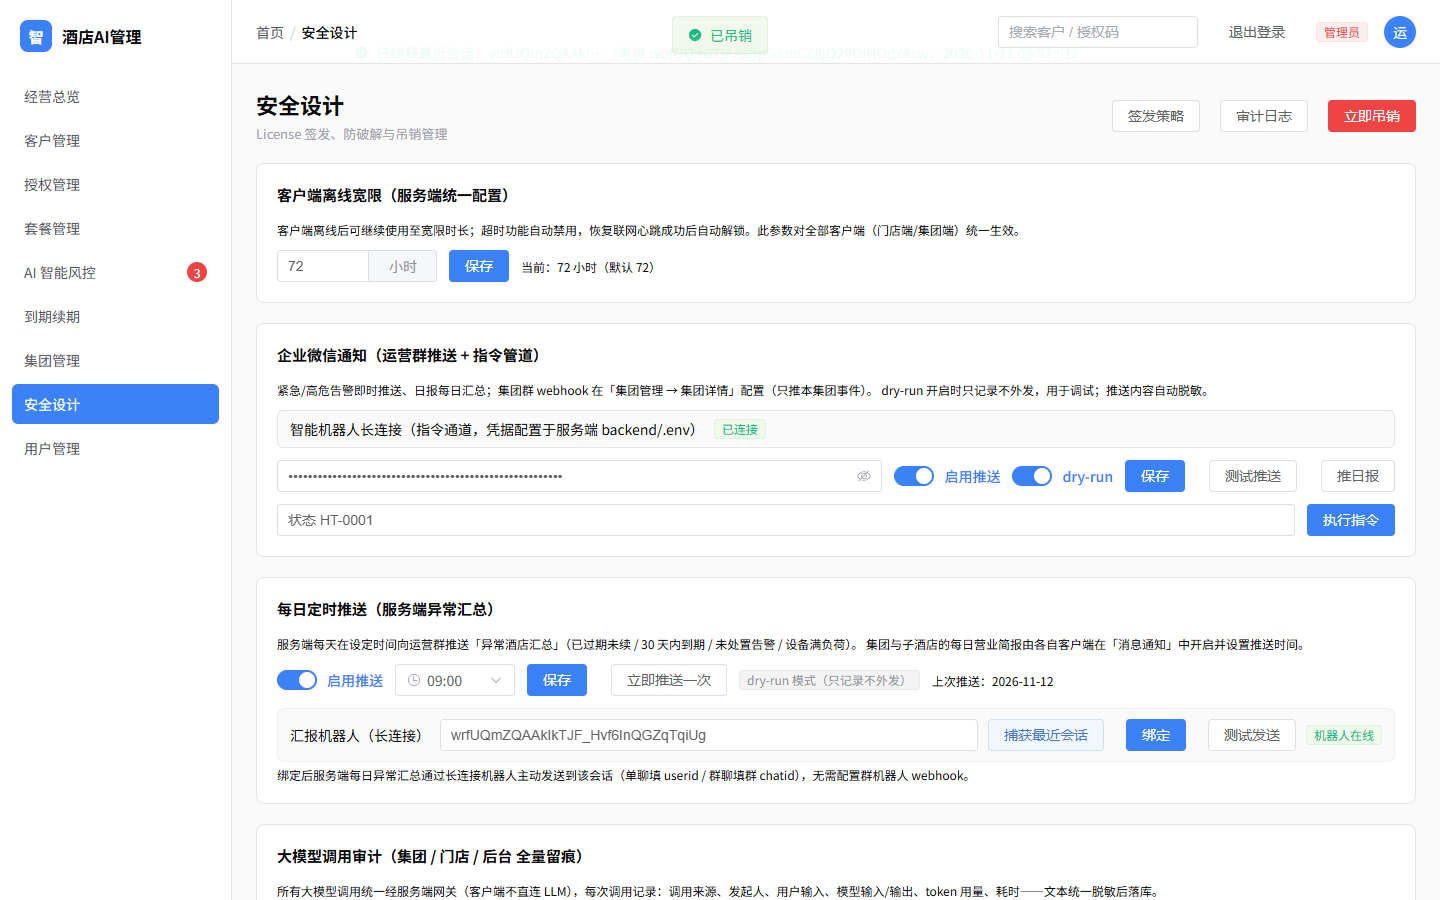 智 酒店AI管理
首页 / 安全设计
已吊销
搜索客户 / 授权码
退出登录
管理员
运
经营总览
客户管理
授权管理
套餐管理
AI 智能风控 3
到期续期
集团管理
安全设计
用户管理
安全设计
License 签发、防破解与吊销管理
签发策略
审计日志
立即吊销
客户端离线宽限（服务端统一配置）
客户端离线后可继续使用至宽限时长；超时功能自动禁用，恢复联网心跳成功后自动解锁。此参数对全部客户端（门店端/集团端）统一生效。
72 小时 保存 当前：72 小时（默认 72）
企业微信通知（运营群推送 + 指令管道）
紧急/高危告警即时推送、日报每日汇总；集团群 webhook 在「集团管理 → 集团详情」配置（只推本集团事件）。 dry-run 开启时只记录不外发，用于调试；推送内容自动脱敏。
智能机器人长连接（指令通道，凭据配置于服务端 backend/.env） 已连接
启用推送 dry-run 保存 测试推送 推日报
状态 HT-0001 执行指令
每日定时推送（服务端异常汇总）
服务端每天在设定时间向运营群推送「异常酒店汇总」（已过期未续 / 30 天内到期 / 未处置告警 / 设备满负荷）。 集团与子酒店的每日营业简报由各自客户端在「消息通知」中开启并设置推送时间。
启用推送 09:00 保存 立即推送一次 dry-run 模式（只记录不外发） 上次推送：2026-11-12
汇报机器人（长连接） wrfUQmZQAAklkTJF_Hvf6InQGZqTqiUg 捕获最近会话 绑定 测试发送 机器人在线
绑定后服务端每日异常汇总通过长连接机器人主动发送到该会话（单聊填 userid / 群聊填群 chatid），无需配置群机器人 webhook。
大模型调用审计（集团 / 门店 / 后台 全量留痕）
所有大模型调用统一经服务端网关（客户端不直连 LLM），每次调用记录：调用来源、发起人、用户输入、模型输入/输出、token 用量、耗时——文本统一脱敏后落库。